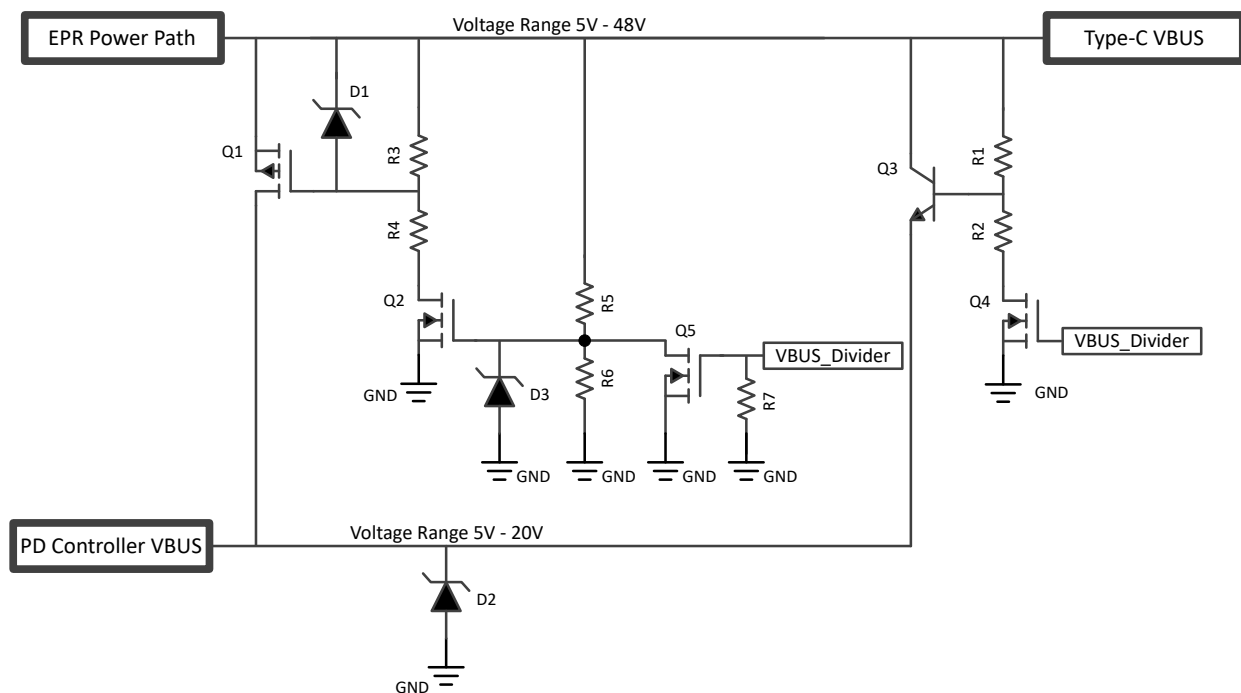 EPR Power Path
Voltage Range 5V - 48V
Type-C VBUS
D1
Q1
R3
Q3
R1
R4
R2
Q2
R5
Q4
Q5
VBUS_Divider
VBUS_Divider
R6
R7
D3
GND
GND
GND
GND
GND
GND
PD Controller VBUS
Voltage Range 5V - 20V
D2
GND